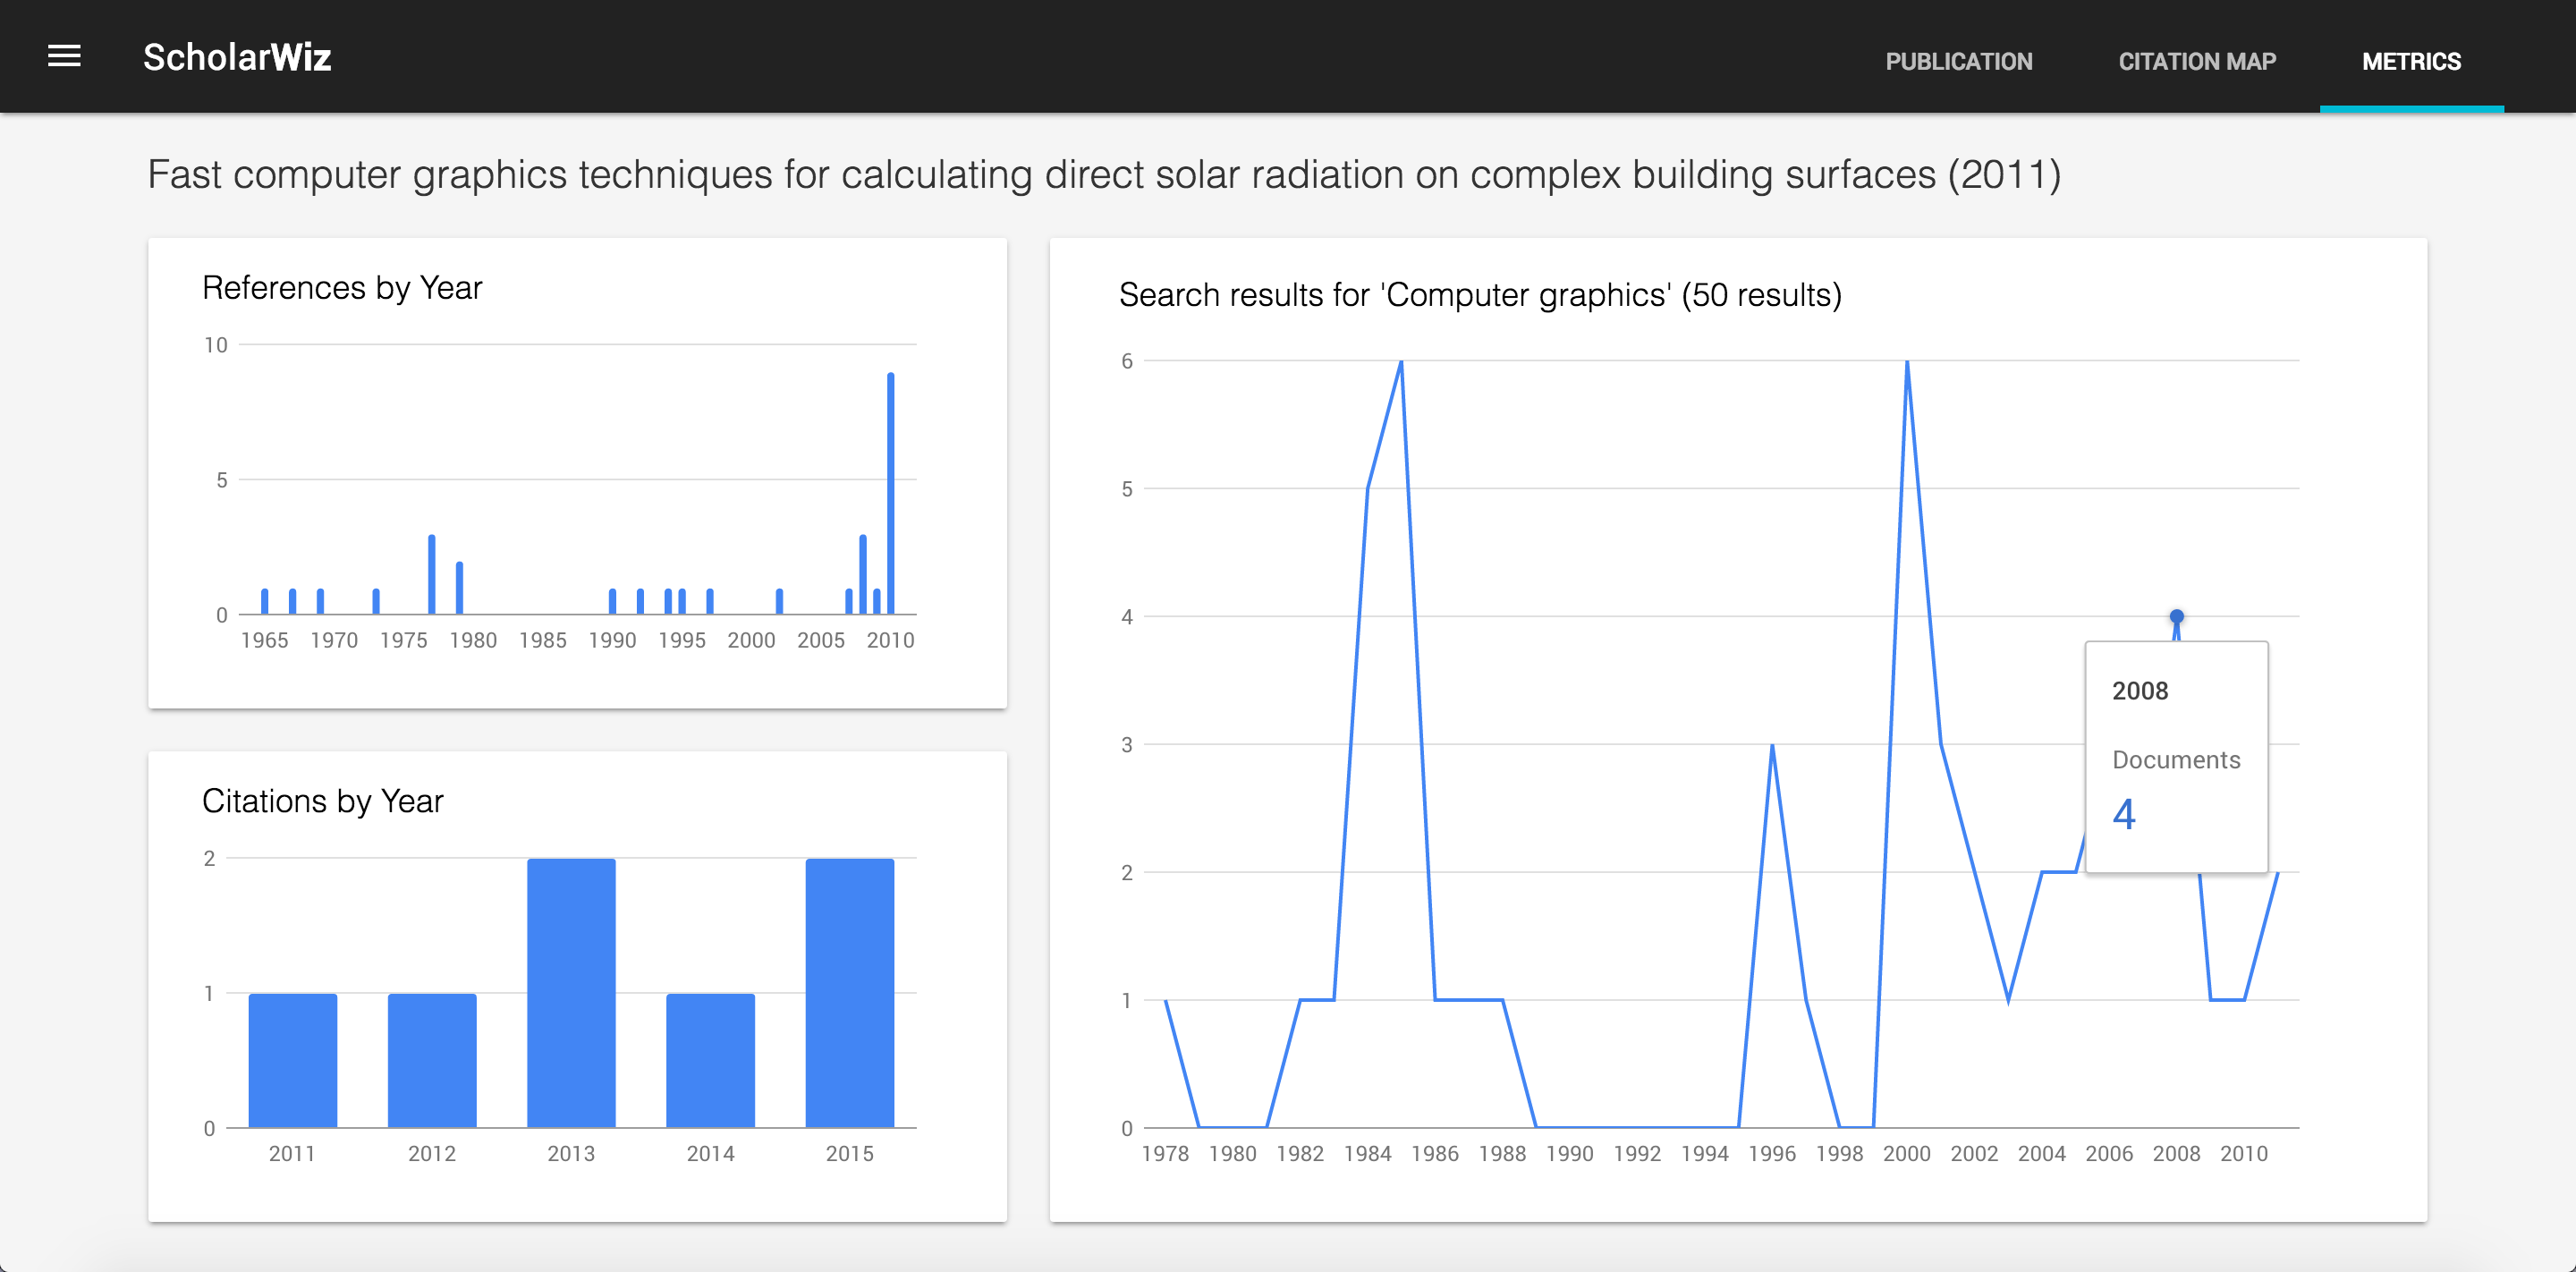 ScholarWiz
PUBLICATION CITATION MAP METRICS
Fast computer graphics techniques for calculating direct solar radiation on complex building surfaces (2011)
References by Year
10
5
0
1965 1970 1975 1980 1985 1990 1995 2000 2005 2010
Citations by Year
2
1
0
2011 2012 2013 2014 2015
Search results for 'Computer graphics' (50 results)
6
5
4
3
2
1
0
1978 1980 1982 1984 1986 1988 1990 1992 1994 1996 1998 2000 2002 2004 2006 2008 2010
2008
Documents
4